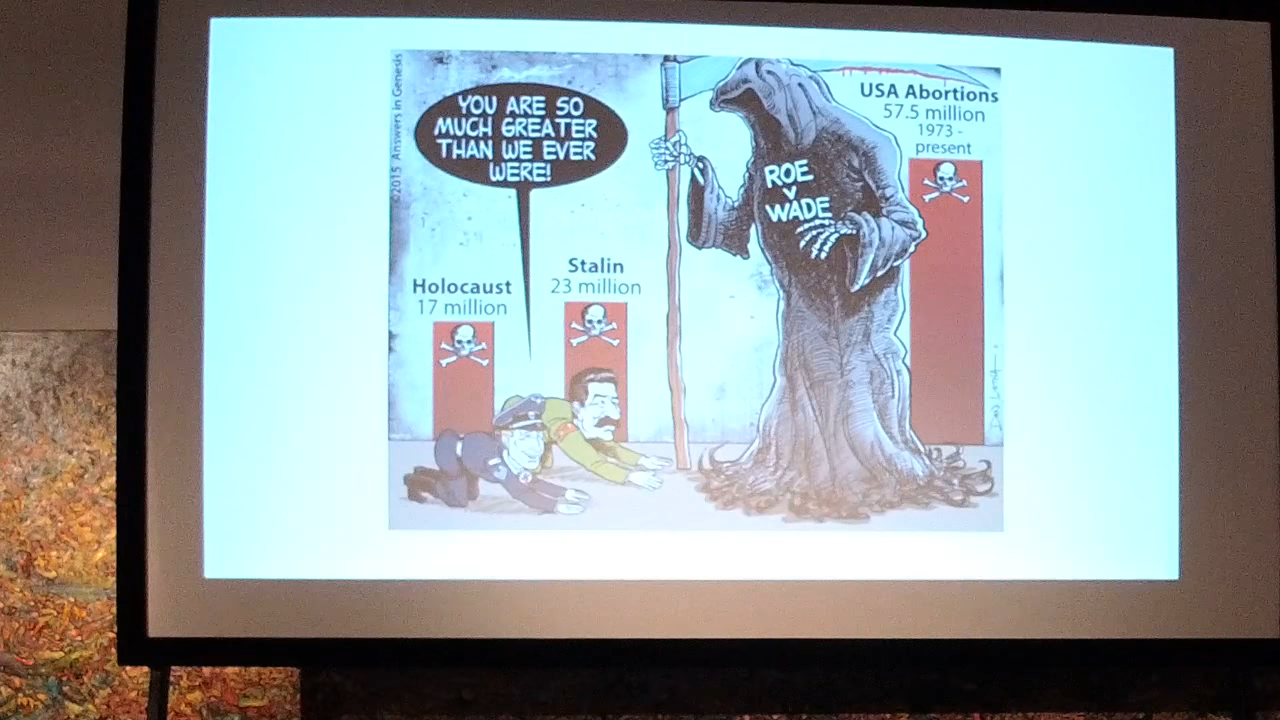 ©2015 Answers in Genesis
YOU ARE SO
MUCH GREATER
THAN WE EVER
WERE!
Holocaust
17 million
Stalin
23 million
ROE
v
WADE
USA Abortions
57.5 million
1973 -
present